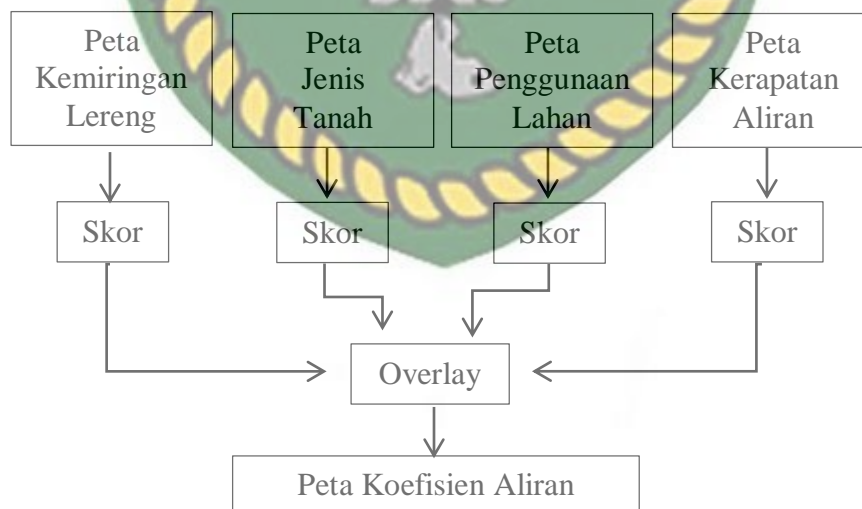 Peta
Kemiringan
Lereng
Peta
Jenis
Tanah
Peta
Penggunaan
Lahan
Peta
Kerapatan
Aliran
Skor
Skor
Skor
Skor
Overlay
Peta Koefisien Aliran